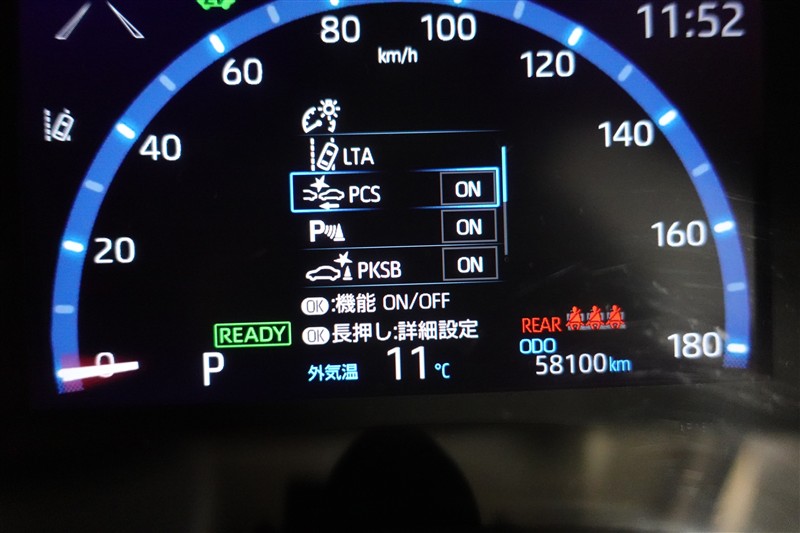 11:52
80 100
km/h
60 120
40 140
LTA
PCS ON
20 160
P ON
PKSB ON
OK:機能 ON/OFF
OK長押し:詳細設定
READY
REAR
ODO
0 180
P
外気温 11℃
58100km